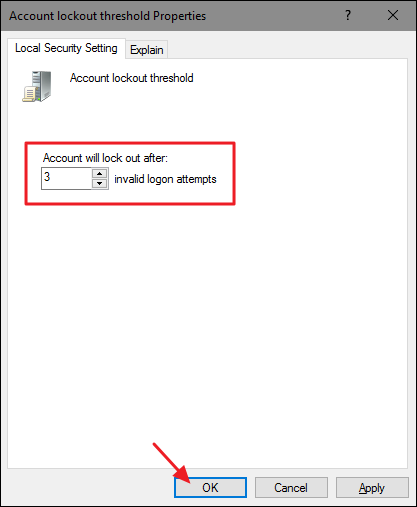 Account lockout threshold Properties ?
Local Security Setting Explain
Account lockout threshold
Account will lock out after:
3 invalid logon attempts
OK Cancel Apply